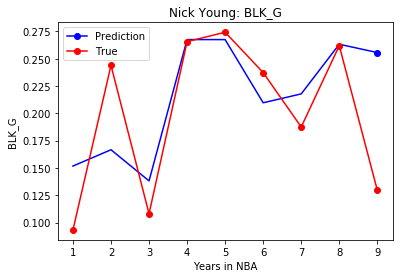 Nick Young: BLK_G
Prediction
True
BLK_G
0.275
0.250
0.225
0.200
0.175
0.150
0.125
0.100
1 2 3 4 5 6 7 8 9
Years in NBA